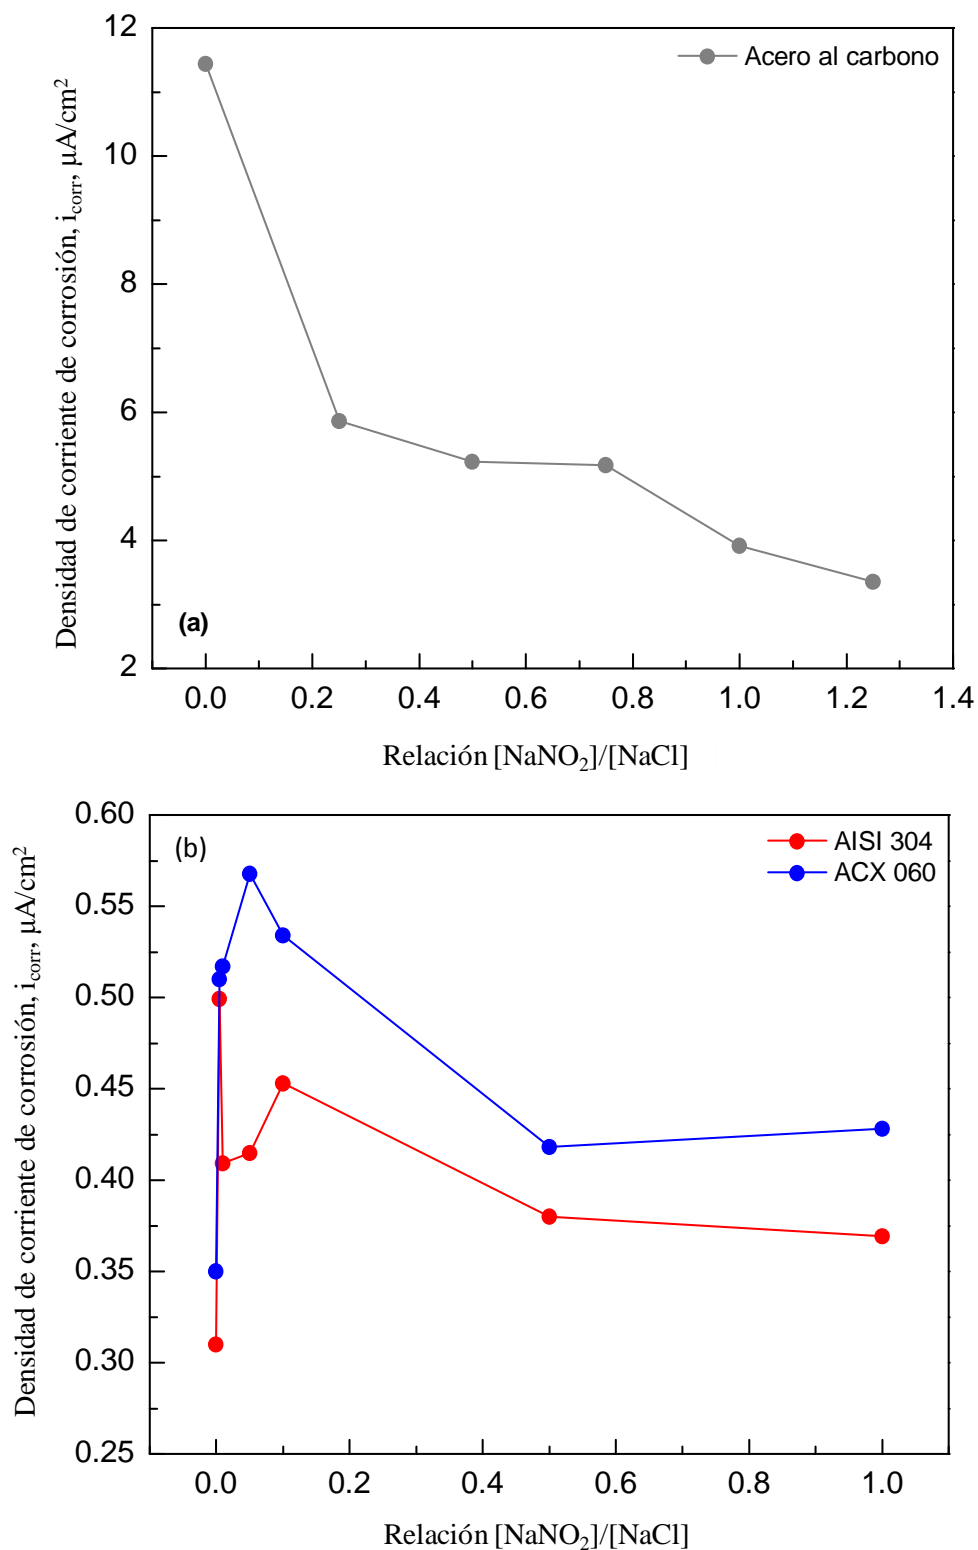 12
10
8
6
4
2
Densidad de corriente de corrosión, i_corr, µA/cm²
Acero al carbono
(a)
0.0 0.2 0.4 0.6 0.8 1.0 1.2 1.4
Relación [NaNO₂]/[NaCl]
0.60
0.55
0.50
0.45
0.40
0.35
0.30
0.25
Densidad de corriente de corrosión, i_corr, µA/cm²
(b)
AISI 304
ACX 060
0.0 0.2 0.4 0.6 0.8 1.0
Relación [NaNO₂]/[NaCl]